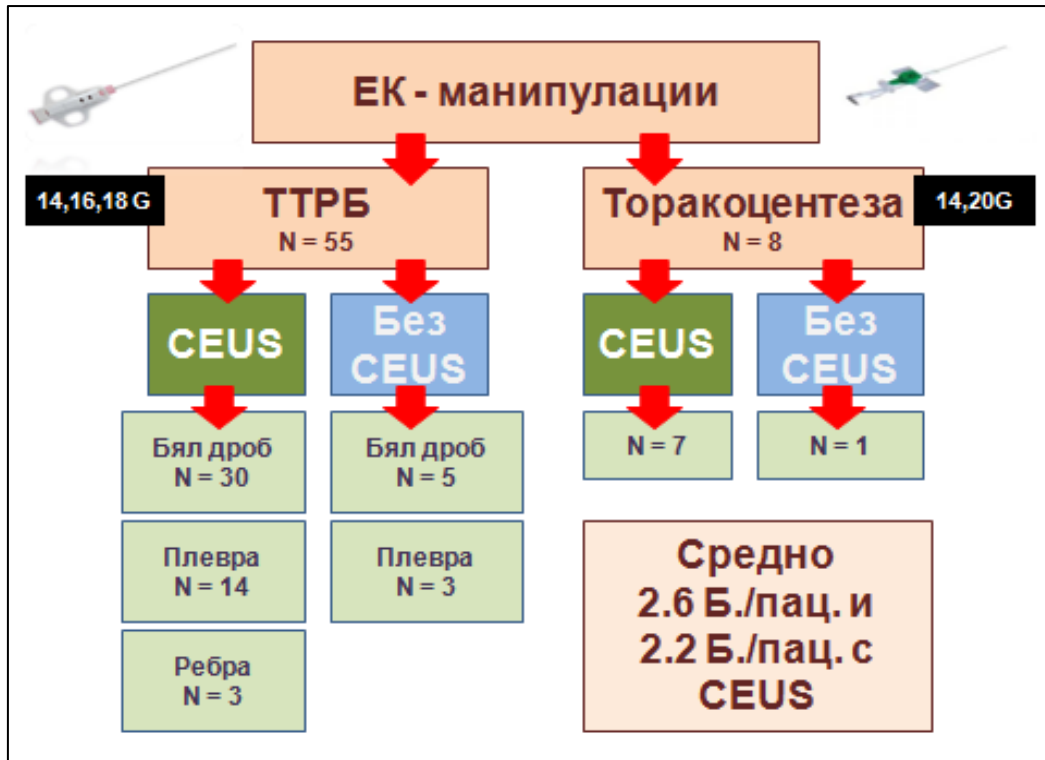 ЕК - манипулации
14,16,18 G
ТТРБ
N = 55
Торакоцентеза
N = 8
14,20G
CEUS
Без
CEUS
CEUS
Без
CEUS
Бял дроб
N = 30
Бял дроб
N = 5
N = 7
N = 1
Плевра
N = 14
Плевра
N = 3
Ребра
N = 3
Средно
2.6 Б./пац. и
2.2 Б./пац. с
CEUS